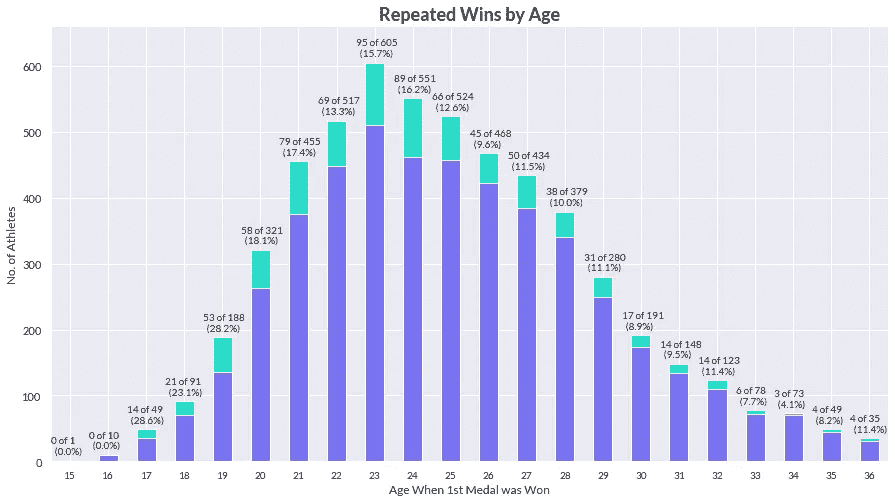 Repeated Wins by Age
No. of Athletes
600
500
400
300
200
100
0
0 of 1
(0.0%)
0 of 10
(0.0%)
14 of 49
(28.6%)
21 of 91
(23.1%)
53 of 188
(28.2%)
58 of 321
(18.1%)
79 of 455
(17.4%)
69 of 517
(13.3%)
95 of 605
(15.7%)
89 of 551
(16.2%)
66 of 524
(12.6%)
45 of 468
(9.6%)
50 of 434
(11.5%)
38 of 379
(10.0%)
31 of 280
(11.1%)
17 of 191
(8.9%)
14 of 148
(9.5%)
14 of 123
(11.4%)
6 of 78
(7.7%)
3 of 73
(4.1%)
4 of 49
(8.2%)
4 of 35
(11.4%)
15 16 17 18 19 20 21 22 23 24 25 26 27 28 29 30 31 32 33 34 35 36
Age When 1st Medal was Won